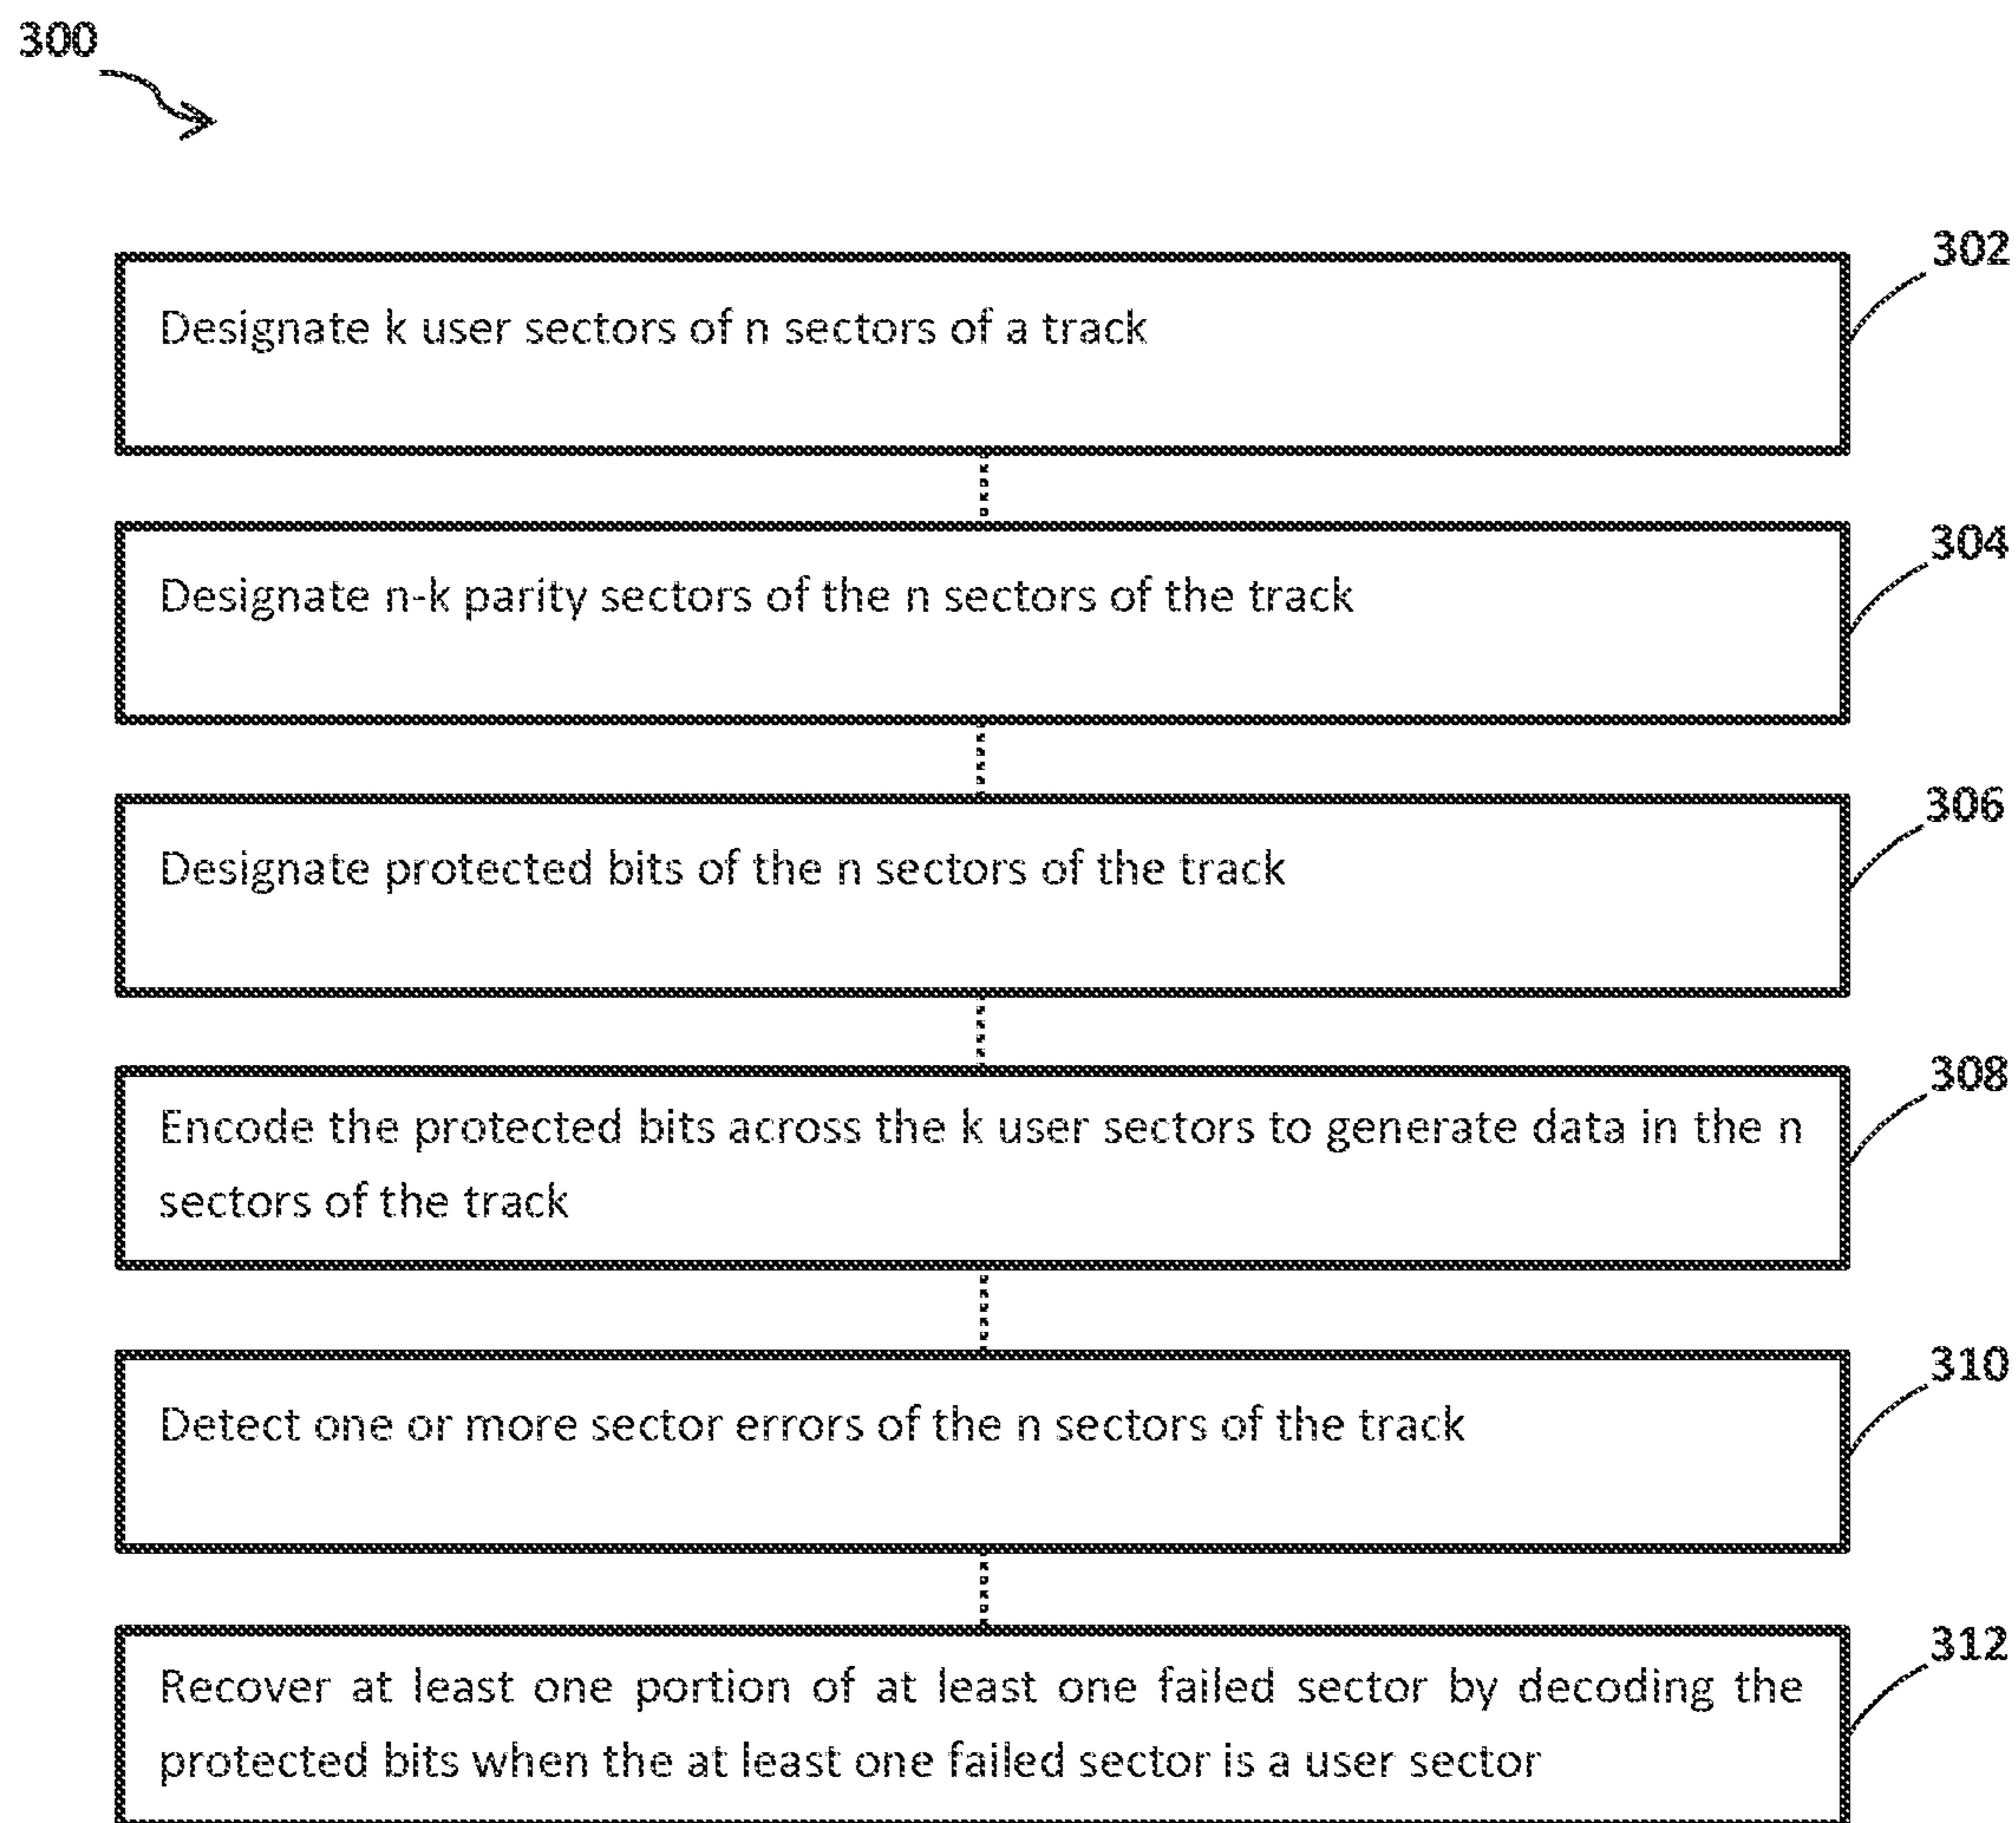 300
302
Designate k user sectors of n sectors of a track
304
Designate n-k parity sectors of the n sectors of the track
306
Designate protected bits of the n sectors of the track
308
Encode the protected bits across the k user sectors to generate data in the n
sectors of the track
310
Detect one or more sector errors of the n sectors of the track
312
Recover at least one portion of at least one failed sector by decoding the
protected bits when the at least one failed sector is a user sector